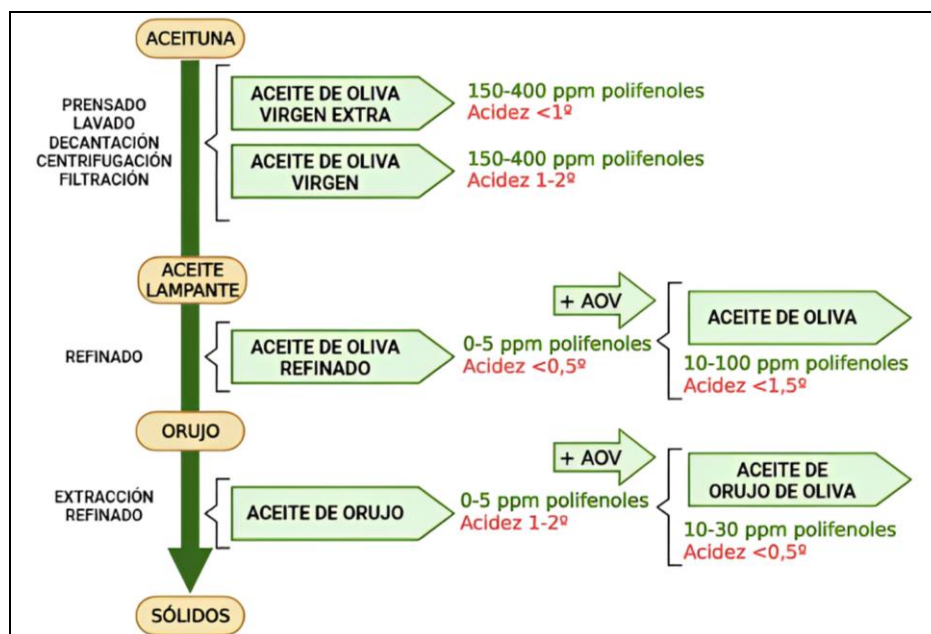 ACEITUNA
PRENSADO
LAVADO
DECANTACIÓN
CENTRIFUGACIÓN
FILTRACIÓN
ACEITE DE OLIVA
VIRGEN EXTRA
150-400 ppm polifenoles
Acidez <1º
ACEITE DE OLIVA
VIRGEN
150-400 ppm polifenoles
Acidez 1-2º
ACEITE
LAMPANTE
REFINADO
ACEITE DE OLIVA
REFINADO
0-5 ppm polifenoles
Acidez <0,5º
+ AOV
ACEITE DE OLIVA
10-100 ppm polifenoles
Acidez <1,5º
ORUJO
EXTRACCIÓN
REFINADO
ACEITE DE ORUJO
0-5 ppm polifenoles
Acidez 1-2º
+ AOV
ACEITE DE
ORUJO DE OLIVA
10-30 ppm polifenoles
Acidez <0,5º
SÓLIDOS